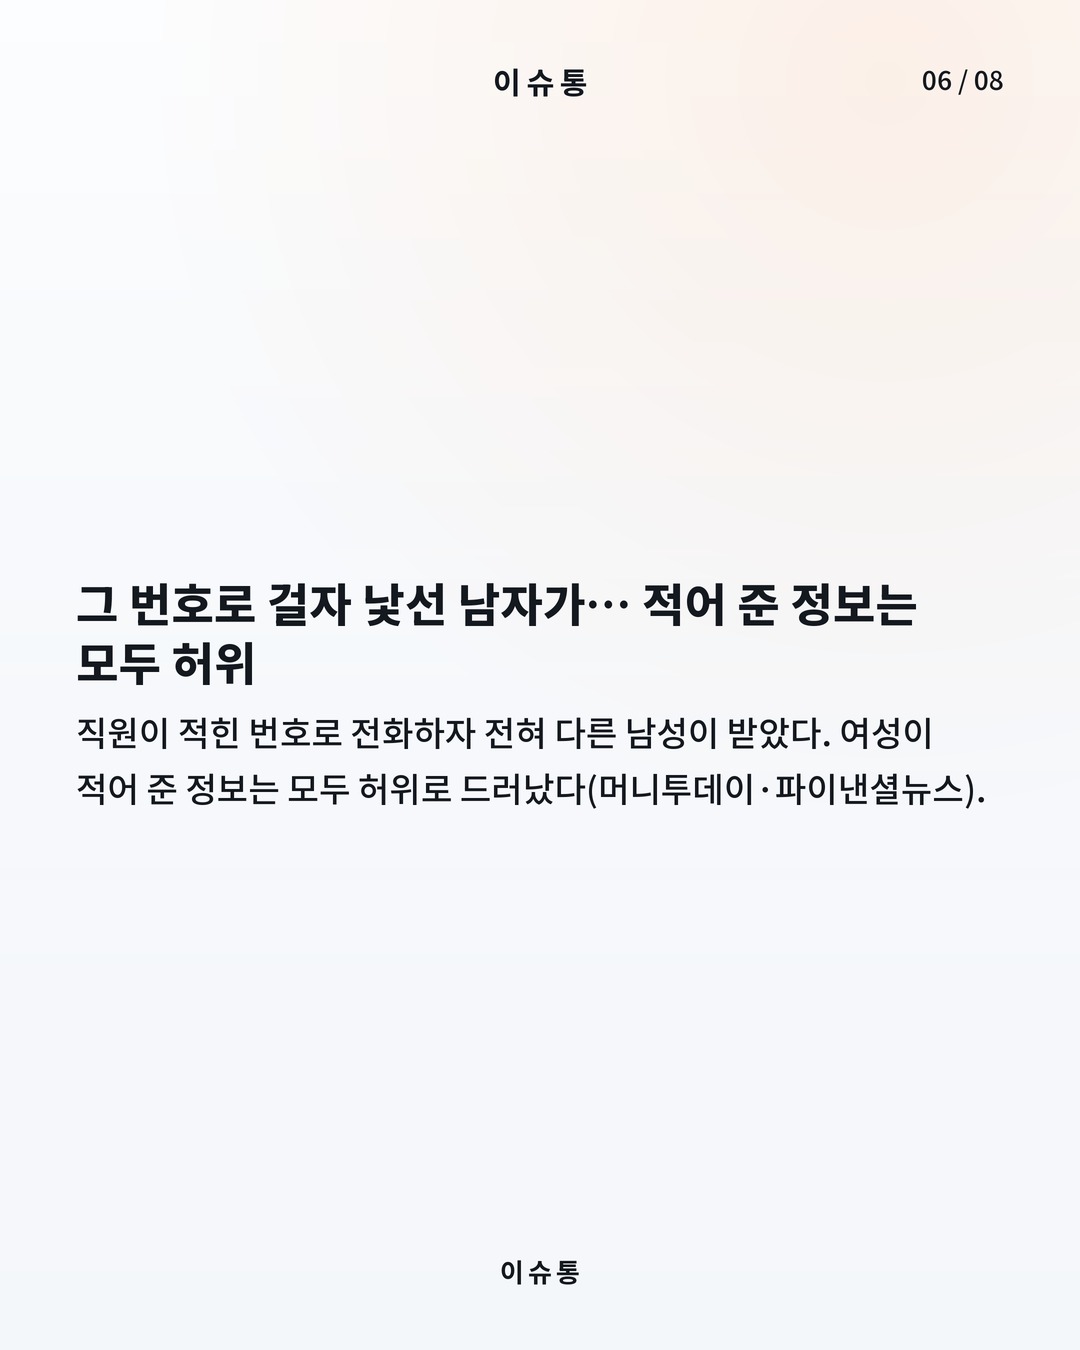 이슈통
06 / 08
그 번호로 걸자 낯선 남자가… 적어 준 정보는
모두 허위
직원이 적힌 번호로 전화하자 전혀 다른 남성이 받았다. 여성이
적어 준 정보는 모두 허위로 드러났다(머니투데이·파이낸셜뉴스).
이슈통